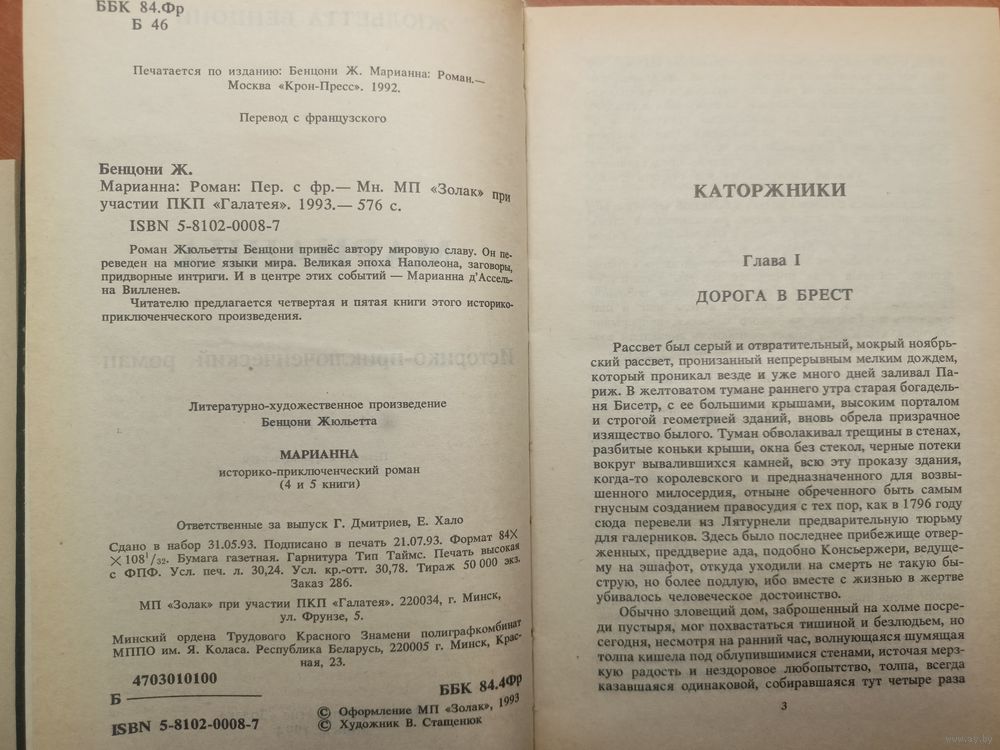 ББК 84.Фр
Б 46
Печатается по изданию: Бенцони Ж. Марианна: Роман.—
Москва «Крон-Пресс». 1992.
Перевод с французского
Бенцони Ж.
Марианна: Роман: Пер. с фр.— Мн. МП «Золак» при
участии ПКП «Галатея». 1993.— 576 с.
ISBN 5-8102-0008-7
Роман Жюльетты Бенцони принёс автору мировую славу. Он пе-
реведен на многие языки мира. Великая эпоха Наполеона, заговоры,
придворные интриги. И в центре этих событий — Марианна д'Ассель-
на Вилленев.
Читателю предлагается четвертая и пятая книги этого историко-
приключенческого произведения.
Литературно-художественное произведение
Бенцони Жюльетта
МАРИАННА
историко-приключенческий роман
(4 и 5 книги)
Ответственные за выпуск Г. Дмитриев, Е. Хало
Сдано в набор 31.05.93. Подписано в печать 21.07.93. Формат 84×
×108¹/₃₂. Бумага газетная. Гарнитура Тип Таймс. Печать высокая
с ФПФ. Усл. печ. л. 30,24. Усл. кр.-отт. 30,78. Тираж 50 000 экз.
Заказ 286.
МП «Золак» при участии ПКП «Галатея». 220034, г. Минск,
ул. Фрунзе, 5.
Минский ордена Трудового Красного Знамени полиграфкомбинат
МППО им. Я. Коласа. Республика Беларусь, 220005 г. Минск, Крас-
ная, 23.
4703010100
Б
ББК 84.4Фр
ISBN 5-8102-0008-7
© Оформление МП «Золак», 1993
© Художник В. Стащенюк
КАТОРЖНИКИ
Глава I
ДОРОГА В БРЕСТ
Рассвет был серый и отвратительный, мокрый ноябрь-
ский рассвет, пронизанный непрерывным мелким дождем,
который проникал везде и уже много дней заливал Па-
риж. В желтоватом тумане раннего утра старая богадель-
ня Бисетр, с ее большими крышами, высоким порталом
и строгой геометрией зданий, вновь обрела призрачное
изящество былого. Туман обволакивал трещины в стенах,
разбитые коньки крыши, окна без стекол, черные потеки
вокруг вывалившихся камней, всю эту проказу здания,
когда-то королевского и предназначенного для возвы-
шенного милосердия, отныне обреченного быть самым
гнусным созданием правосудия с тех пор, как в 1796 году
сюда перевели из Лятурнели предварительную тюрьму
для галерников. Здесь было последнее прибежище отвер-
женных, преддверие ада, подобно Консьержери, ведуще-
му на эшафот, откуда уходили на смерть не такую бы-
струю, но более подлую, ибо вместе с жизнью в жертве
убивалось человеческое достоинство.
Обычно зловещий дом, заброшенный на холме посре-
ди пустыря, мог похвастаться тишиной и безлюдьем, но
сегодня, несмотря на ранний час, волнующаяся шумящая
толпа кишела под облупившимися стенами, источая мерз-
кую радость и нездоровое любопытство, толпа, всегда
казавшаяся одинаковой, собиравшаяся тут четыре раза
3
www.ay.by